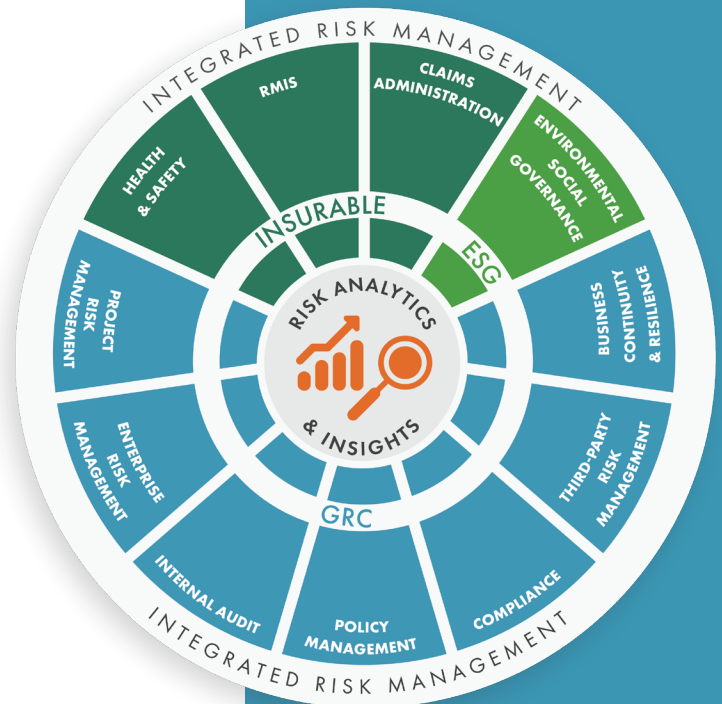 INTEGRATED RISK MANAGEMENT
RMIS
CLAIMS
ADMINISTRATION
ENVIRONMENTAL
SOCIAL
GOVERNANCE
BUSINESS
CONTINUITY
& RESILIENCE
THIRD-PARTY
RISK
MANAGEMENT
COMPLIANCE
POLICY
MANAGEMENT
INTERNAL AUDIT
ENTERPRISE
RISK
MANAGEMENT
PROJECT
RISK
MANAGEMENT
HEALTH
& SAFETY
INSURABLE
ESG
GRC
RISK ANALYTICS
& INSIGHTS
INTEGRATED RISK MANAGEMENT